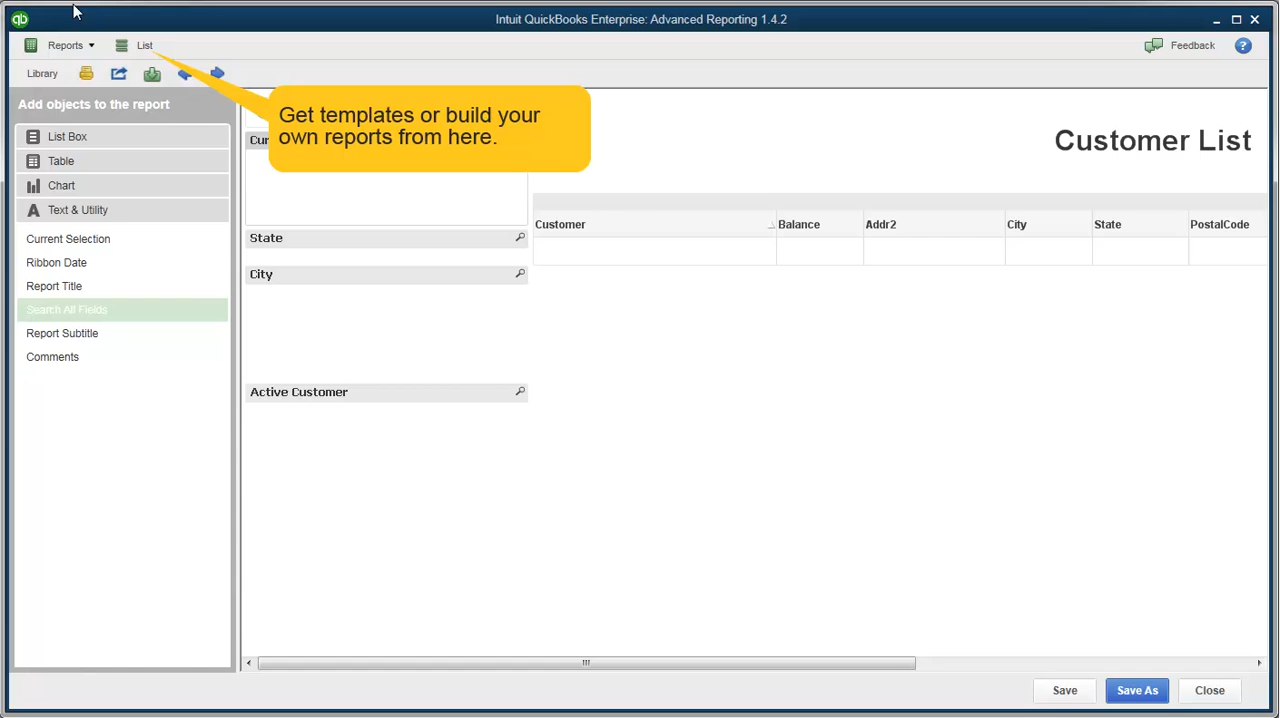 qb
Intuit QuickBooks Enterprise: Advanced Reporting 1.4.2
Reports
List
Feedback
?
Library
Add objects to the report
List Box
Table
Chart
A Text & Utility
Current Selection
Ribbon Date
Report Title
Search All Fields
Report Subtitle
Comments
Get templates or build your
own reports from here.
Cur
State
City
Active Customer
Customer List
Customer
Balance
Addr2
City
State
PostalCode
Save
Save As
Close